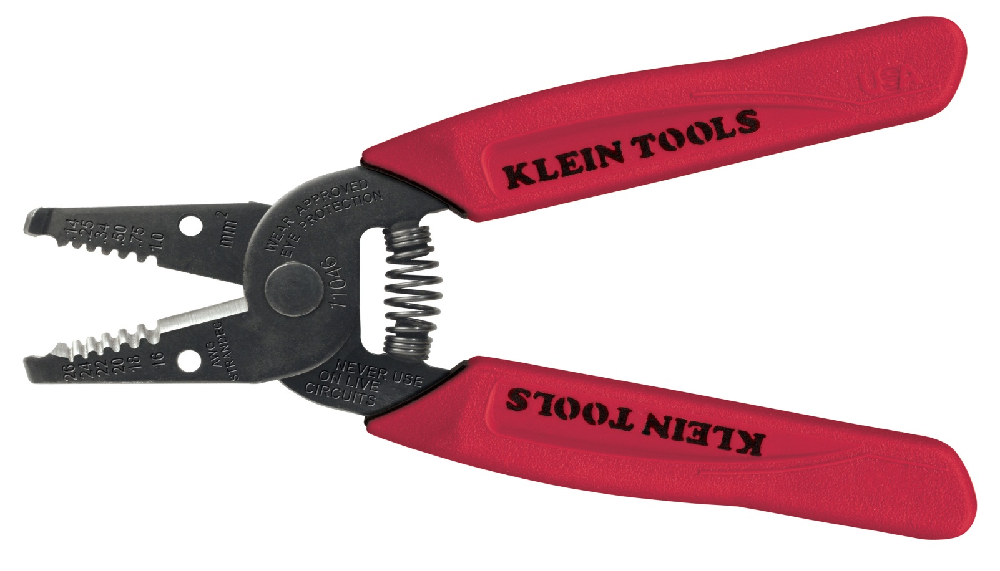 USA
KLEIN TOOLS
WEAR APPROVED
EYE PROTECTION
mm²
.14 .25 .34 .50 .75 1.0
11046
26 24 22 20 18 16
AWG
STRANDED
NEVER USE
ON LIVE
CIRCUITS
KLEIN TOOLS